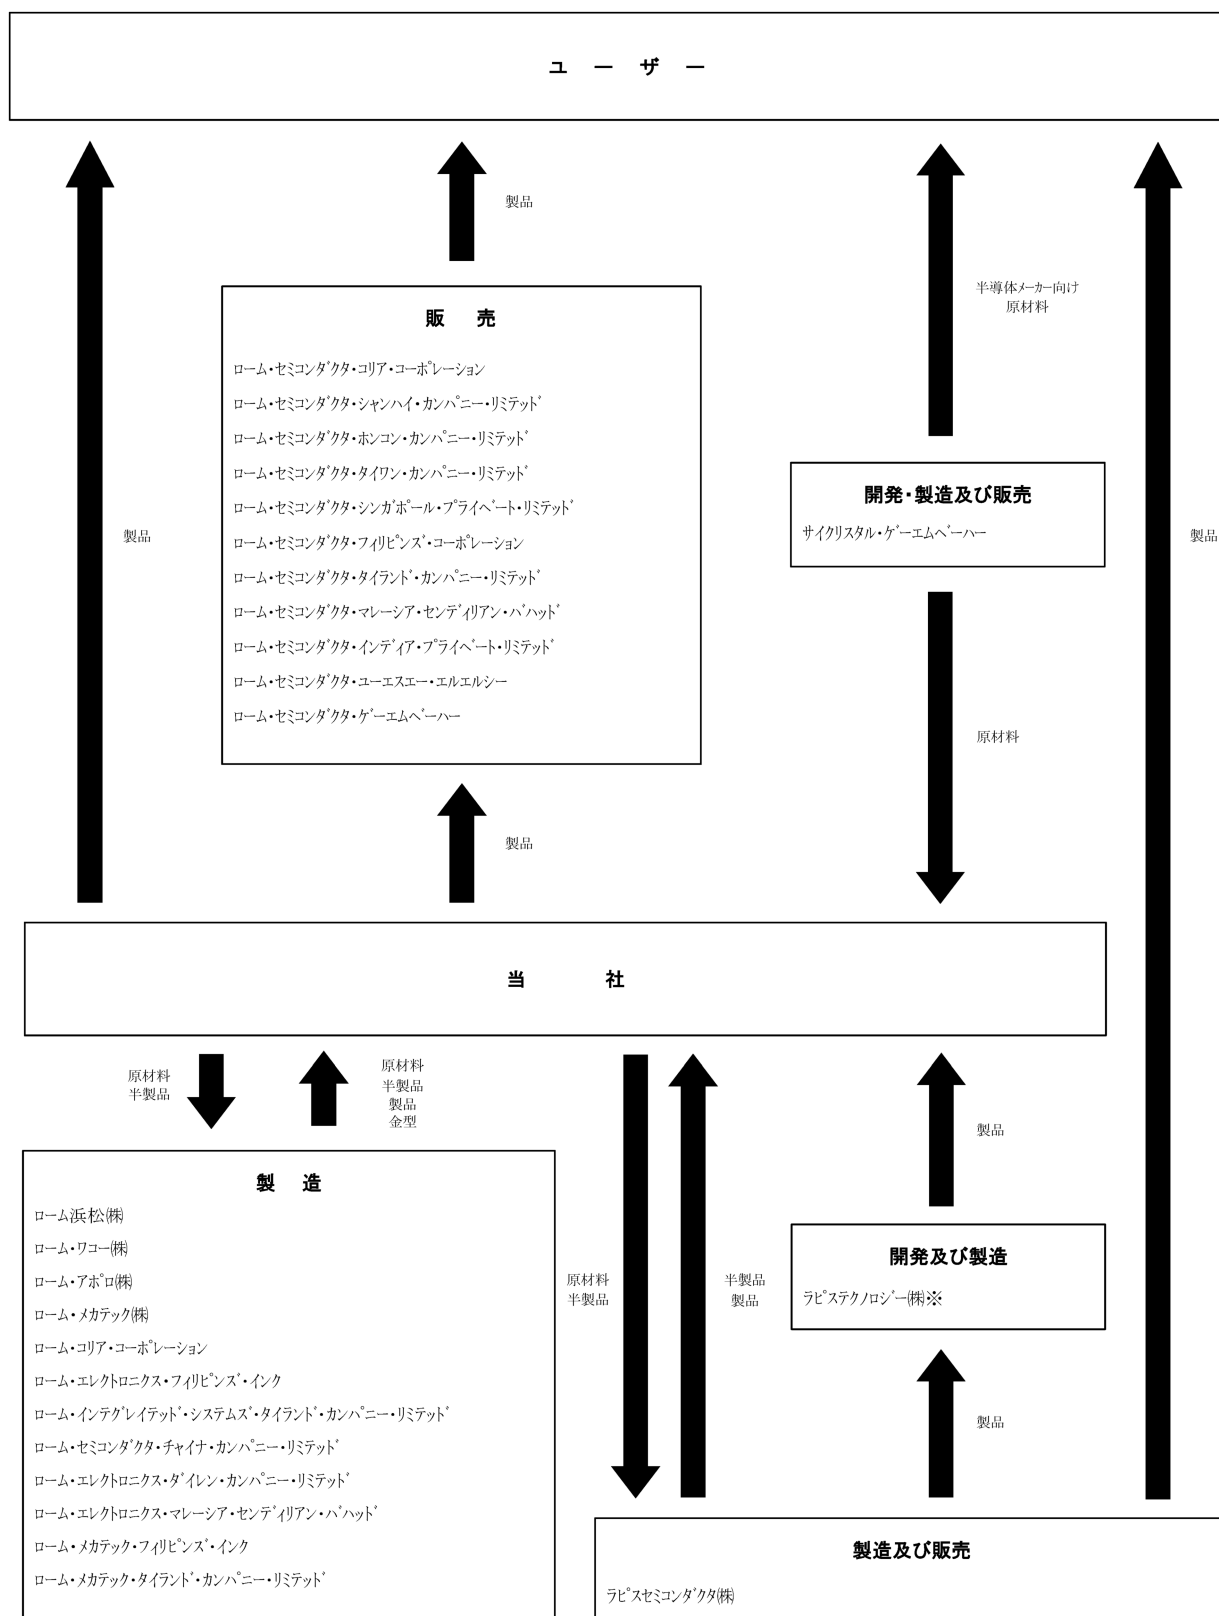 ユーザー
製品
半導体メーカー向け
原材料
販売
ローム・セミコンダクタ・コリア・コーポレーション
ローム・セミコンダクタ・シャンハイ・カンパニー・リミテッド
ローム・セミコンダクタ・ホンコン・カンパニー・リミテッド
ローム・セミコンダクタ・タイワン・カンパニー・リミテッド
ローム・セミコンダクタ・シンガポール・プライベート・リミテッド
ローム・セミコンダクタ・フィリピンズ・コーポレーション
ローム・セミコンダクタ・タイランド・カンパニー・リミテッド
ローム・セミコンダクタ・マレーシア・センディリアン・バハッド
ローム・セミコンダクタ・インディア・プライベート・リミテッド
ローム・セミコンダクタ・ユーエスエー・エルエルシー
ローム・セミコンダクタ・ゲーエムベーハー
開発・製造及び販売
サイクリスタル・ゲーエムベーハー
製品
製品
原材料
製品
当社
原材料
半製品
原材料
半製品
製品
金型
製品
製造
ローム浜松㈱
ローム・ワコー㈱
ローム・アポロ㈱
ローム・メカテック㈱
ローム・コリア・コーポレーション
ローム・エレクトロニクス・フィリピンズ・インク
ローム・インテグレイテッド・システムズ・タイランド・カンパニー・リミテッド
ローム・セミコンダクタ・チャイナ・カンパニー・リミテッド
ローム・エレクトロニクス・ダイレン・カンパニー・リミテッド
ローム・エレクトロニクス・マレーシア・センディリアン・バハッド
ローム・メカテック・フィリピンズ・インク
ローム・メカテック・タイランド・カンパニー・リミテッド
原材料
半製品
半製品
製品
開発及び製造
ラピステクノロジー㈱※
製品
製造及び販売
ラピスセミコンダクタ㈱